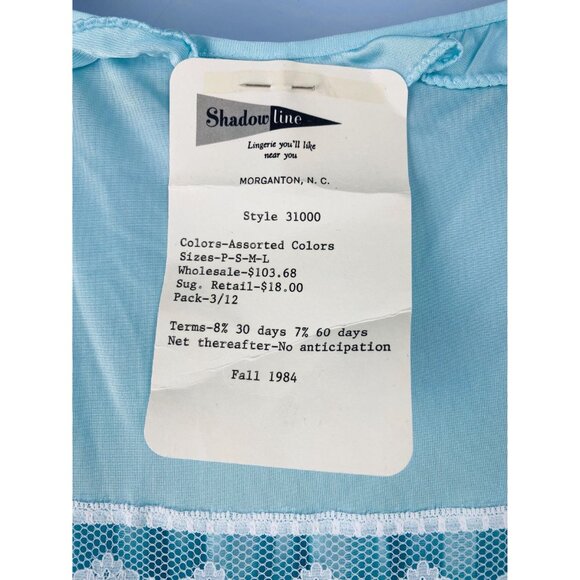 Shadowline
Lingerie you'll like
near you
MORGANTON, N. C.
Style 31000
Colors-Assorted Colors
Sizes-P-S-M-L
Wholesale-$103.68
Sug. Retail-$18.00
Pack-3/12
Terms-8% 30 days 7% 60 days
Net thereafter-No anticipation
Fall 1984